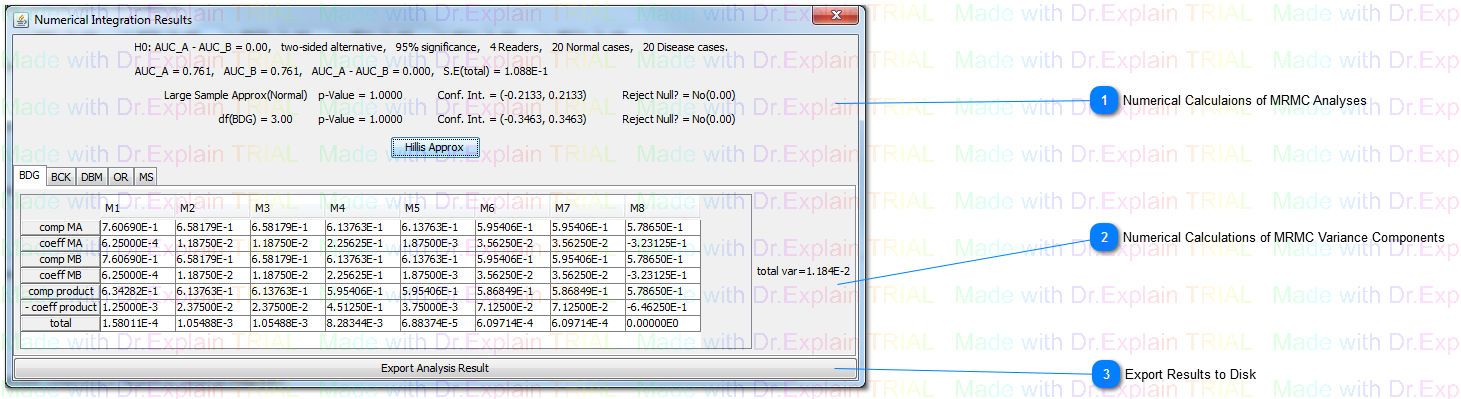 Numerical Integration Results
H0: AUC_A - AUC_B = 0.00, two-sided alternative, 95% significance, 4 Readers, 20 Normal cases, 20 Disease cases.
AUC_A = 0.761, AUC_B = 0.761, AUC_A - AUC_B = 0.000, S.E(total) = 1.088E-1
Large Sample Approx(Normal) p-Value = 1.0000 Conf. Int. = (-0.2133, 0.2133) Reject Null? = No(0.00)
df(BDG) = 3.00 p-Value = 1.0000 Conf. Int. = (-0.3463, 0.3463) Reject Null? = No(0.00)
Hillis Approx
BDG BCK DBM OR MS
M1 M2 M3 M4 M5 M6 M7 M8
comp MA 7.60690E-1 6.58179E-1 6.58179E-1 6.13763E-1 6.13763E-1 5.95406E-1 5.95406E-1 5.78650E-1
coeff MA 6.25000E-4 1.18750E-2 1.18750E-2 2.25625E-1 1.87500E-3 3.56250E-2 3.56250E-2 -3.23125E-1
comp MB 7.60690E-1 6.58179E-1 6.58179E-1 6.13763E-1 6.13763E-1 5.95406E-1 5.95406E-1 5.78650E-1
coeff MB 6.25000E-4 1.18750E-2 1.18750E-2 2.25625E-1 1.87500E-3 3.56250E-2 3.56250E-2 -3.23125E-1
comp product 6.34282E-1 6.13763E-1 6.13763E-1 5.95406E-1 5.95406E-1 5.86849E-1 5.86849E-1 5.78650E-1
- coeff product 1.25000E-3 2.37500E-2 2.37500E-2 4.51250E-1 3.75000E-3 7.12500E-2 7.12500E-2 -6.46250E-1
total 1.58011E-4 1.05488E-3 1.05488E-3 8.28344E-3 6.88374E-5 6.09714E-4 6.09714E-4 0.00000E0
total var=1.184E-2
Export Analysis Result
1 Numerical Calculaions of MRMC Analyses
2 Numerical Calculations of MRMC Variance Components
3 Export Results to Disk
Made with Dr.Explain TRIAL